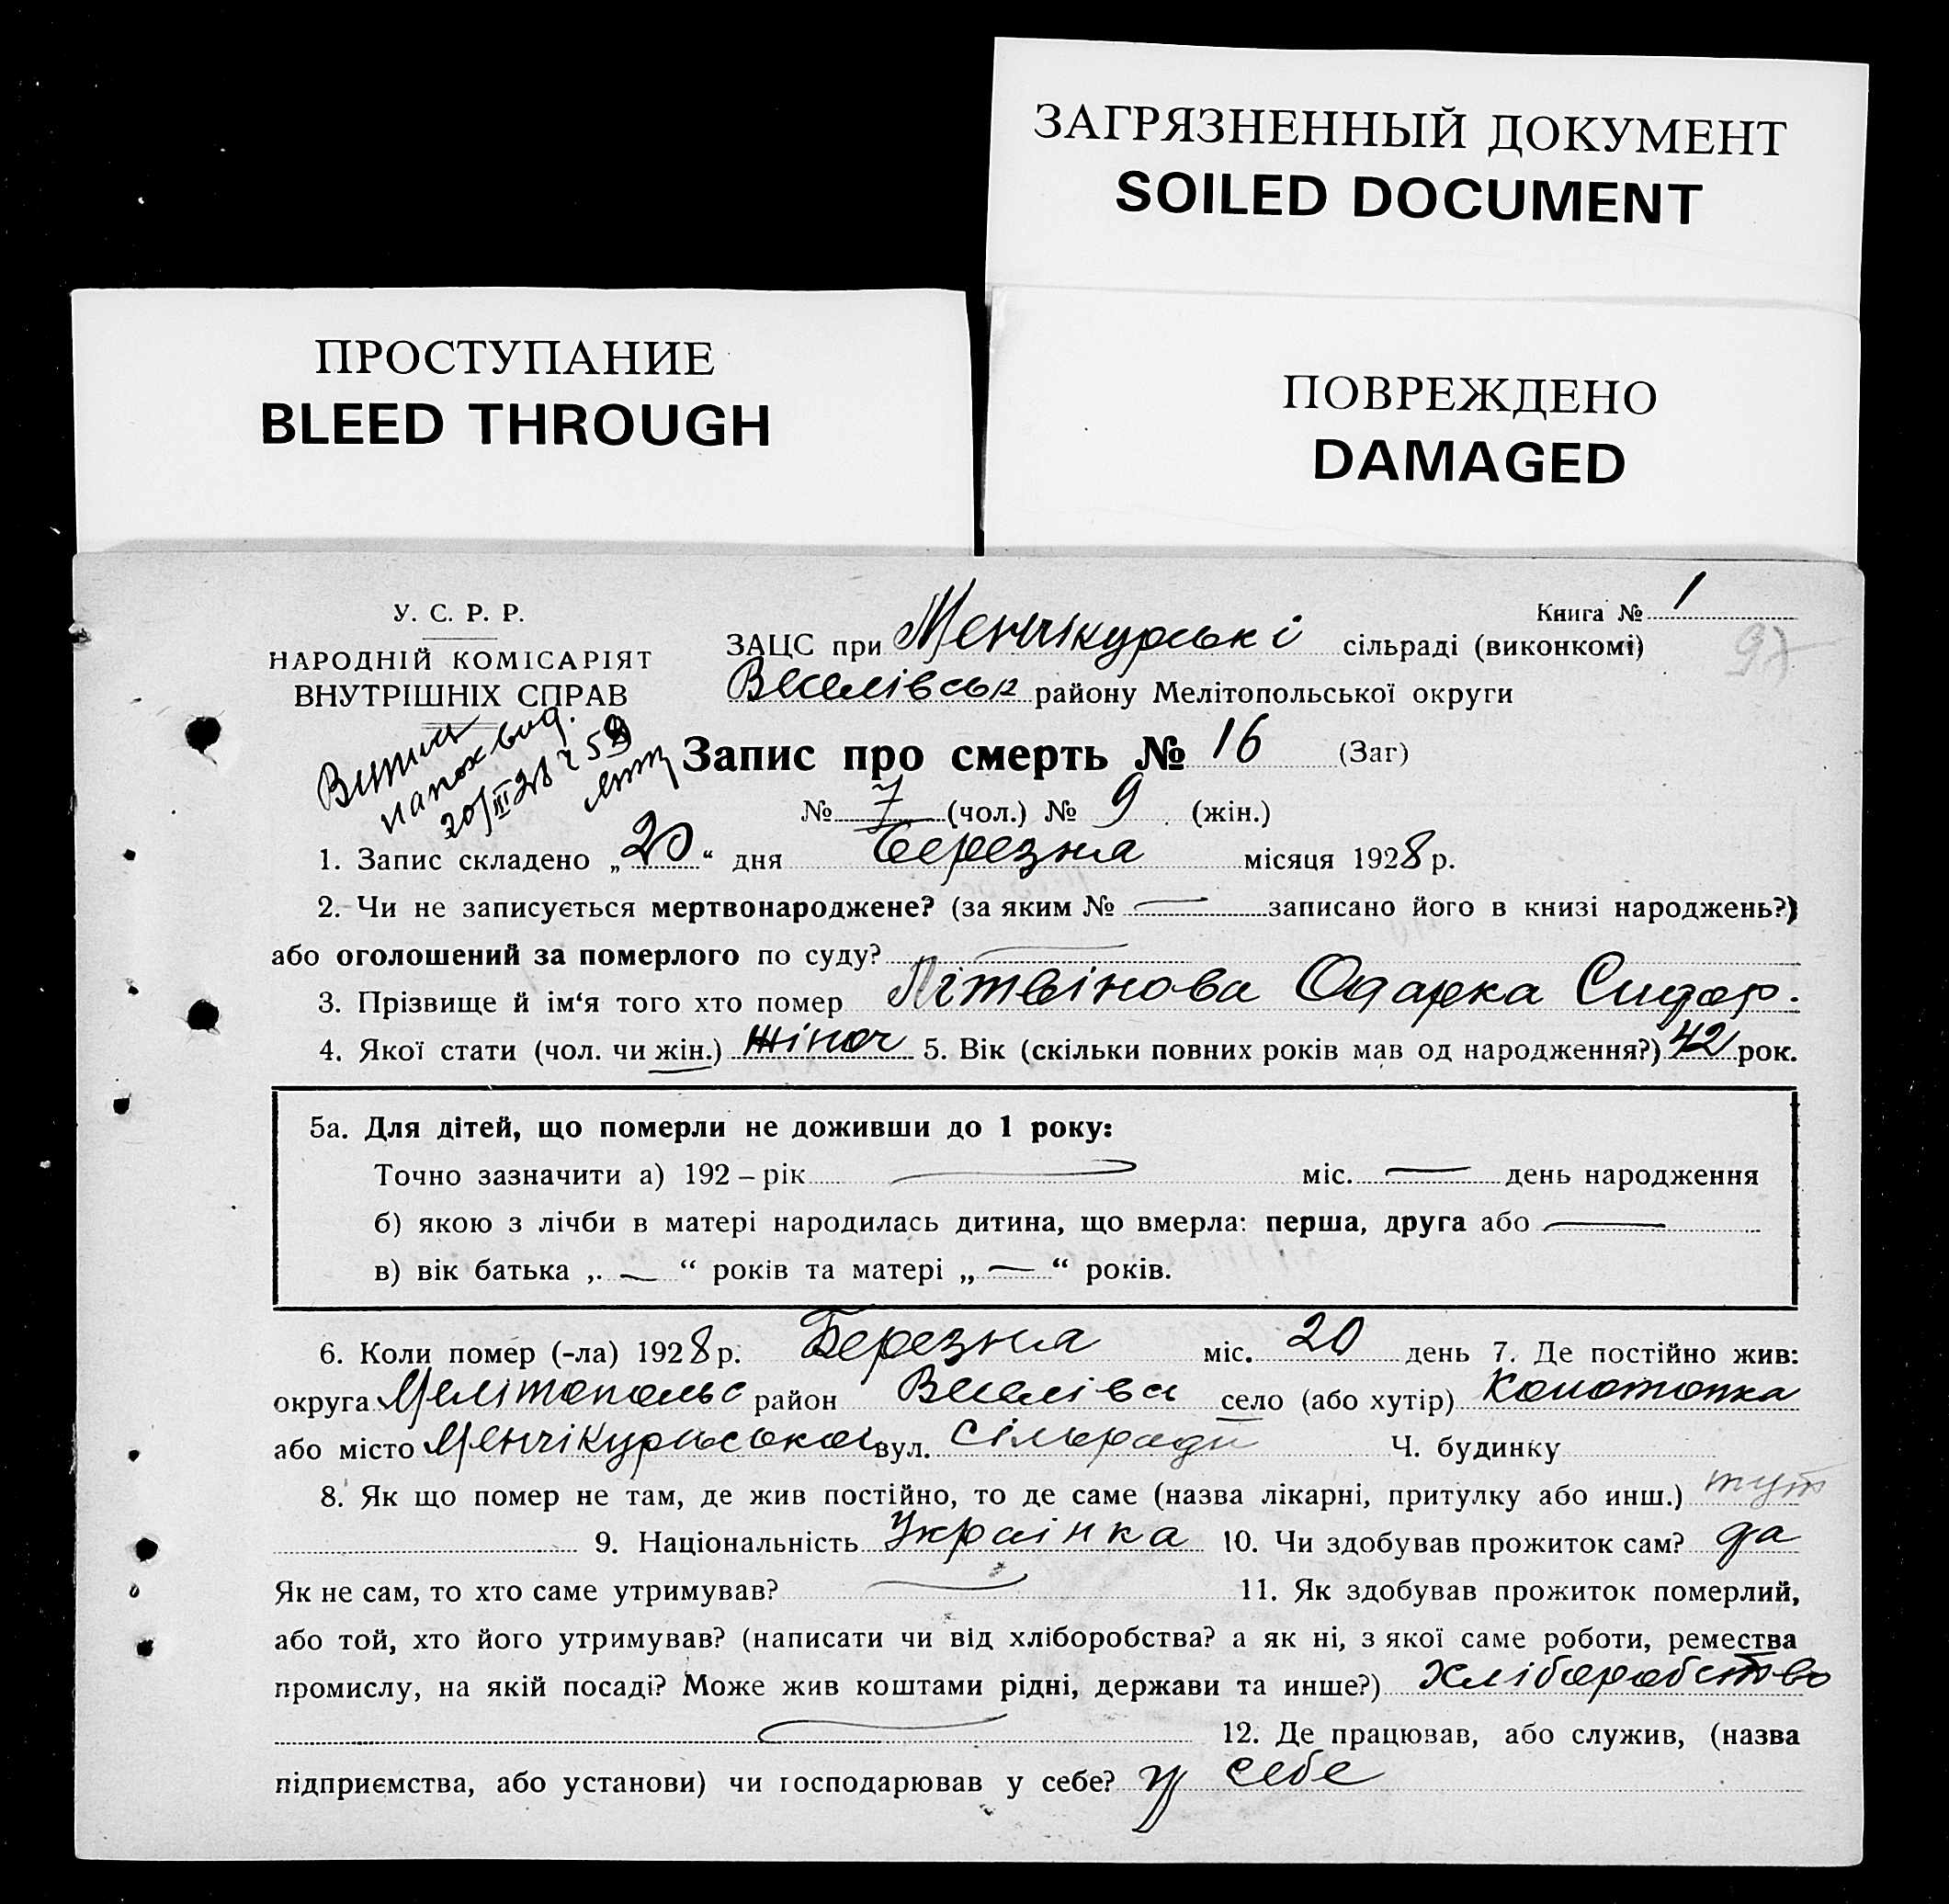 ЗАГРЯЗНЕННЫЙ ДОКУМЕНТ
SOILED DOCUMENT
ПРОСТУПАНИЕ
BLEED THROUGH
ПОВРЕЖДЕНО
DAMAGED
У. С. Р. Р.
НАРОДНІЙ КОМІСАРІЯТ
ВНУТРІШНІХ СПРАВ
Книга № 1
97
ЗАЦС при Менчікурські сільраді (виконкомі)
Веселівськ району Мелітопольської округи
20/III 28 г 59
Запис про смерть № 16 (Заг)
№ 7 (чол.) № 9 (жін.)
1. Запис складено „20“ дня Березня місяця 1928 р.
2. Чи не записується мертвонароджене? (за яким № — записано його в книзі народжень?)
або оголошений за померлого по суду? —
3. Прізвище й ім‘я того хто помер Літвінова Одарка Сидор.
4. Якої стати (чол. чи жін.) жіноч 5. Вік (скільки повних років мав од народження?) 42 рок.
5а. Для дітей, що померли не доживши до 1 року:
Точно зазначити а) 192 – рік — міс. — день народження
б) якою з лічби в матері народилась дитина, що вмерла: перша, друга або —
в) вік батька „ — “ років та матері „ — “ років.
6. Коли помер (-ла) 1928 р. Березня міс. 20 день 7. Де постійно жив:
округа Мелітопольс район Веселівс село (або хутір) Конотопка
або місто Менчікурської вул. сільради Ч. будинку
8. Як що помер не там, де жив постійно, то де саме (назва лікарні, притулку або инш.) тут
9. Національність Українка 10. Чи здобував прожиток сам? да
Як не сам, то хто саме утримував? — 11. Як здобував прожиток померлий,
або той, хто його утримував? (написати чи від хліборобства? а як ні, з якої саме роботи, ремества
промислу, на якій посаді? Може жив коштами рідні, держави та инше?) хліборобство
— 12. Де працював, або служив, (назва
підприємства, або установи) чи господарював у себе? у себе